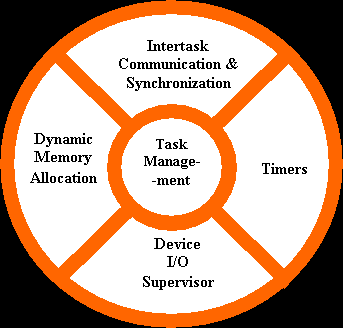 Intertask
Communication &
Synchronization
Dynamic
Memory
Allocation
Task
Manage-
-ment
Timers
Device
I/O
Supervisor